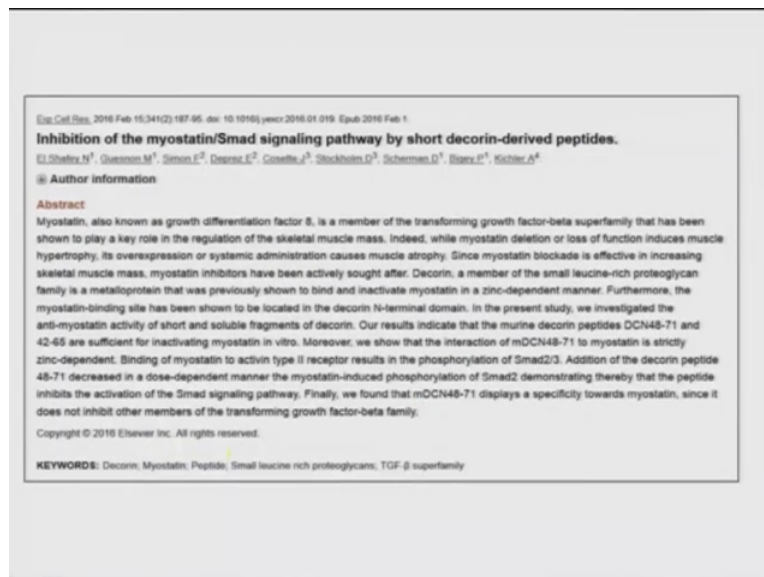 Exp Cell Res. 2016 Feb 15;341(2):187-95. doi: 10.1016/j.yexcr.2016.01.019. Epub 2016 Feb 1.
Inhibition of the myostatin/Smad signaling pathway by short decorin-derived peptides.
El Shafey N1, Guesnon M1, Simon F2, Deprez E2, Cosette J3, Stockholm D3, Scherman D1, Bigey P1, Kichler A4.
Author information
Abstract
Myostatin, also known as growth differentiation factor 8, is a member of the transforming growth factor-beta superfamily that has been
shown to play a key role in the regulation of the skeletal muscle mass. Indeed, while myostatin deletion or loss of function induces muscle
hypertrophy, its overexpression or systemic administration causes muscle atrophy. Since myostatin blockade is effective in increasing
skeletal muscle mass, myostatin inhibitors have been actively sought after. Decorin, a member of the small leucine-rich proteoglycan
family is a metalloprotein that was previously shown to bind and inactivate myostatin in a zinc-dependent manner. Furthermore, the
myostatin-binding site has been shown to be located in the decorin N-terminal domain. In the present study, we investigated the
anti-myostatin activity of short and soluble fragments of decorin. Our results indicate that the murine decorin peptides DCN48-71 and
42-65 are sufficient for inactivating myostatin in vitro. Moreover, we show that the interaction of mDCN48-71 to myostatin is strictly
zinc-dependent. Binding of myostatin to activin type II receptor results in the phosphorylation of Smad2/3. Addition of the decorin peptide
48-71 decreased in a dose-dependent manner the myostatin-induced phosphorylation of Smad2 demonstrating thereby that the peptide
inhibits the activation of the Smad signaling pathway. Finally, we found that mDCN48-71 displays a specificity towards myostatin, since it
does not inhibit other members of the transforming growth factor-beta family.
Copyright © 2016 Elsevier Inc. All rights reserved.
KEYWORDS: Decorin; Myostatin; Peptide; Small leucine rich proteoglycans; TGF-β superfamily